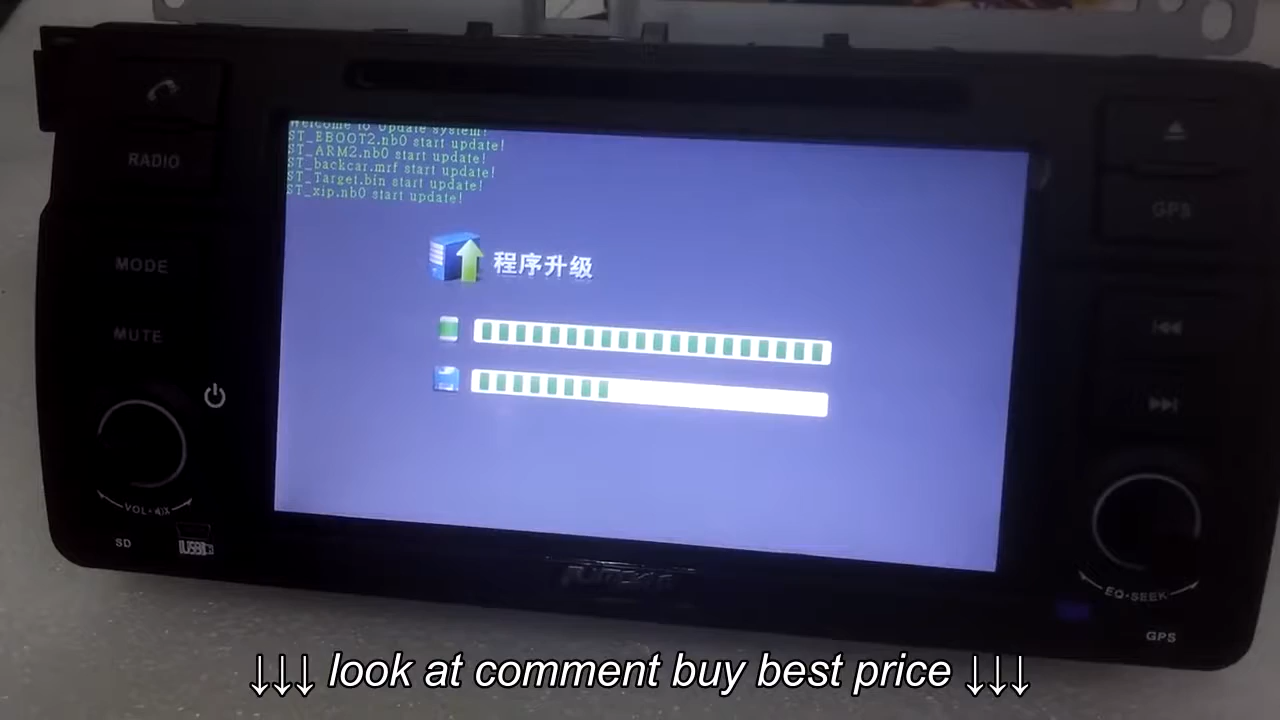 Welcome to Update system!
ST_EBOOT2.nb0 start update!
ST_ARM2.nb0 start update!
ST_backcar.mrf start update!
ST_Target.bin start update!
ST_xip.nb0 start update!
程序升级
RADIO
MODE
MUTE
VOL
SD
USB
GPS
EQ-SEEK
GPS
↓↓↓ look at comment buy best price ↓↓↓